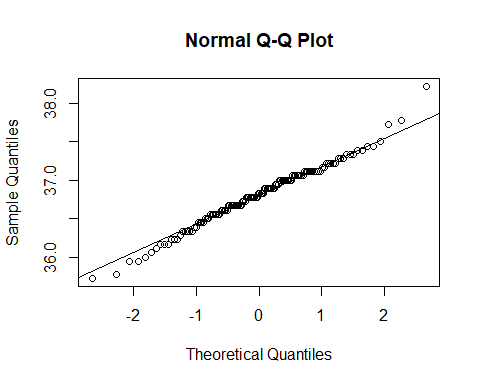 Normal Q-Q Plot
Sample Quantiles
38.0
37.0
36.0
-2 -1 0 1 2
Theoretical Quantiles